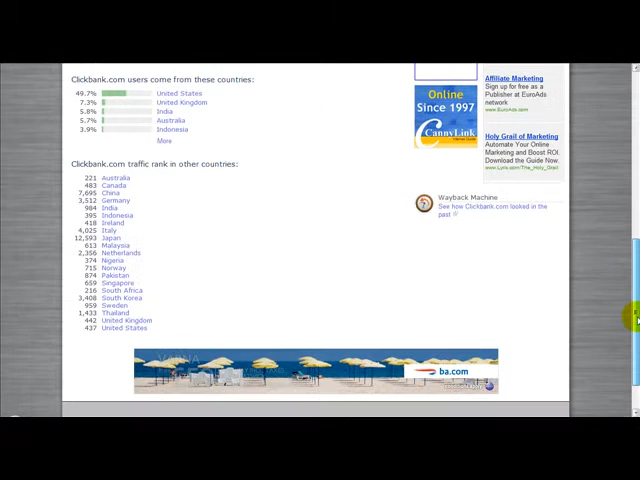 Clickbank.com users come from these countries:
49.7% United States
7.3% United Kingdom
5.8% India
5.7% Australia
3.9% Indonesia
More
Clickbank.com traffic rank in other countries:
221 Australia
483 Canada
7,695 China
3,512 Germany
984 India
395 Indonesia
418 Ireland
4,025 Italy
12,593 Japan
613 Malaysia
2,356 Netherlands
374 Nigeria
715 Norway
874 Pakistan
659 Singapore
216 South Africa
3,408 South Korea
959 Sweden
1,433 Thailand
442 United Kingdom
437 United States
Online
Since 1997
CannyLink
Affiliate Marketing
Sign up for free as a
Publisher at EuroAds
network
www.EuroAds.com
Holy Grail of Marketing
Automate Your Online
Marketing and Boost ROI.
Download the Guide Now.
Wayback Machine
See how Clickbank.com looked in the
past
VARNA
ba.com